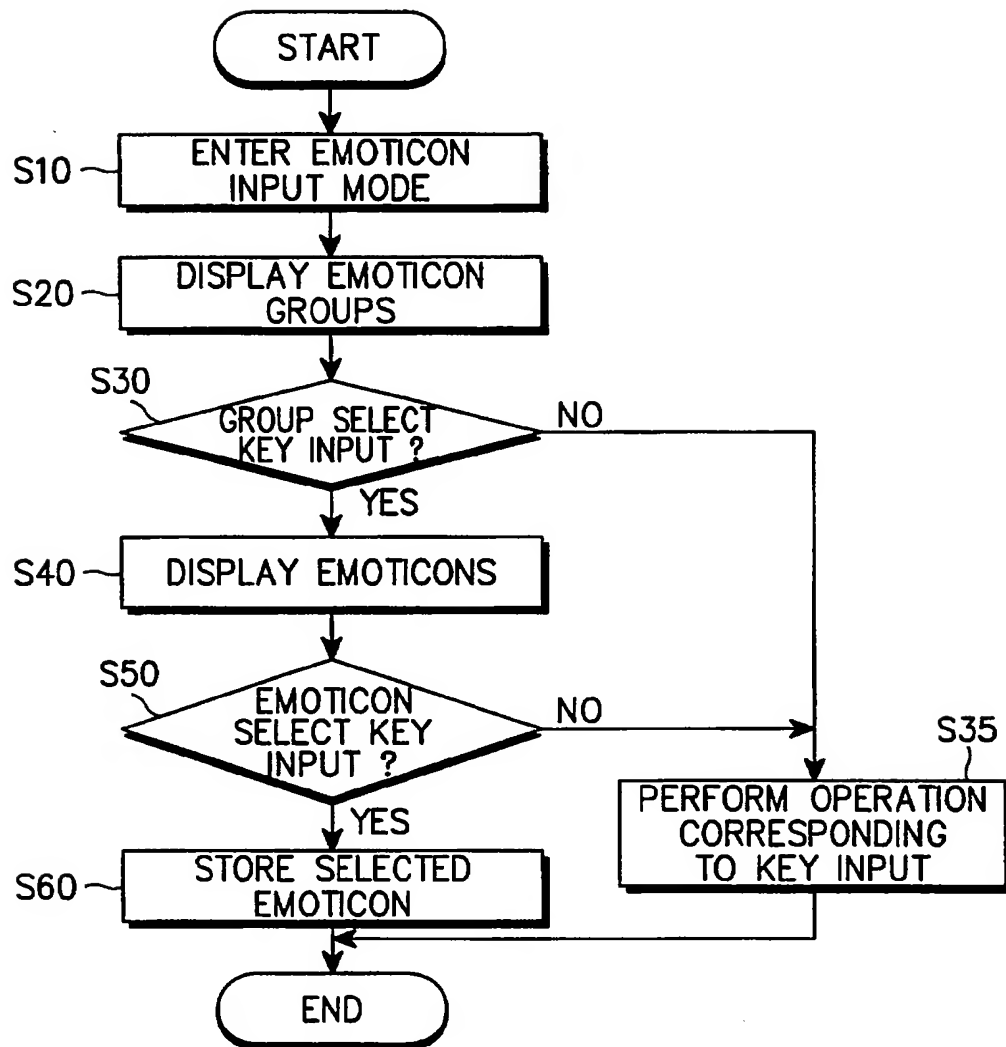 START
S10
ENTER EMOTICON
INPUT MODE
S20
DISPLAY EMOTICON
GROUPS
S30
GROUP SELECT
KEY INPUT ?
NO
YES
S40
DISPLAY EMOTICONS
S50
EMOTICON
SELECT KEY
INPUT ?
NO
YES
S35
PERFORM OPERATION
CORRESPONDING
TO KEY INPUT
S60
STORE SELECTED
EMOTICON
END